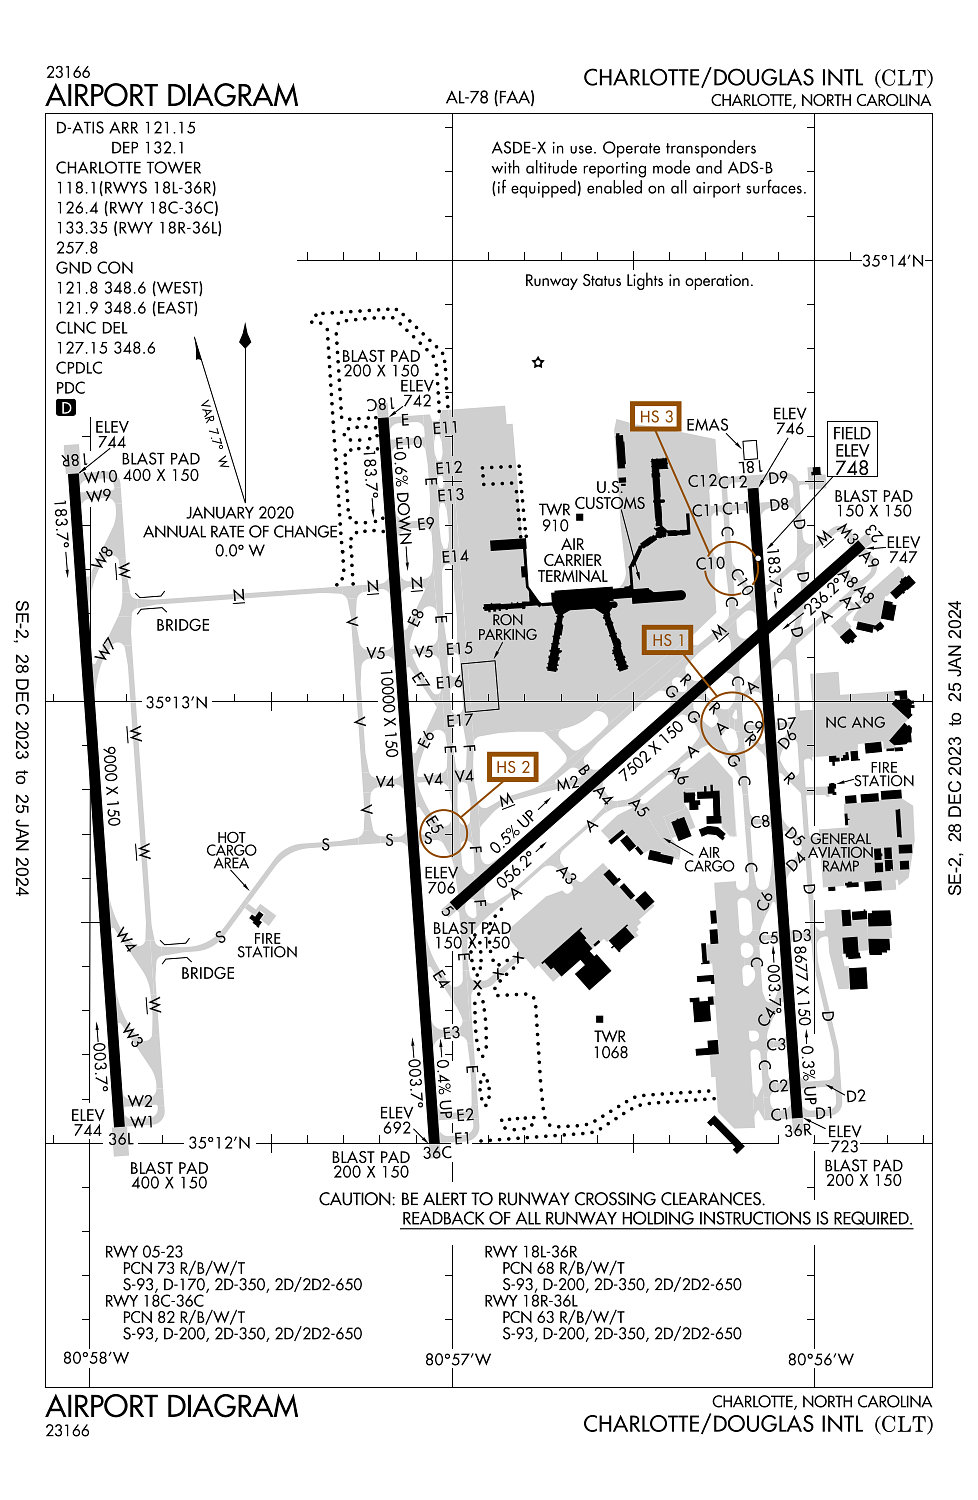 23166
AIRPORT DIAGRAM
AL-78 (FAA)
CHARLOTTE/DOUGLAS INTL (CLT)
CHARLOTTE, NORTH CAROLINA
D-ATIS ARR 121.15
DEP 132.1
CHARLOTTE TOWER
118.1(RWYS 18L-36R)
126.4 (RWY 18C-36C)
133.35 (RWY 18R-36L)
257.8
GND CON
121.8 348.6 (WEST)
121.9 348.6 (EAST)
CLNC DEL
127.15 348.6
CPDLC
PDC
D
ASDE-X in use. Operate transponders
with altitude reporting mode and ADS-B
(if equipped) enabled on all airport surfaces.
35°14'N
Runway Status Lights in operation.
VAR 7.7° W
JANUARY 2020
ANNUAL RATE OF CHANGE
0.0° W
BLAST PAD
200 X 150
ELEV
742
18C
ELEV
744
18R
BLAST PAD
400 X 150
HS 3
EMAS
ELEV
746
18L
FIELD
ELEV
748
BLAST PAD
150 X 150
23
ELEV
747
W10
W9
W8
W
183.7°
E
E11
E10
E12
E
E13
E9
E14
183.7°
0.6% DOWN
U.S.
CUSTOMS
TWR
910
AIR
CARRIER
TERMINAL
C12
C12
D9
C11
C11
D8
C
D
M
M3
A9
C10
C10
C
183.7°
D
A8
A8
A7
236.2°
A
D
N
N
N
BRIDGE
V
E8
E
RON
PARKING
HS 1
M
W7
V5
V5
E15
E7
E16
35°13'N
E17
R
G
G
R
A
R
G
C
A
C9
D7
D6
NC ANG
W
V
E6
E
F
9000 X 150
10000 X 150
7502 X 150
A
A6
C
R
FIRE
STATION
HS 2
V4
V4
V4
B
M2
M
A4
A5
V
E5
S
S
S
F
0.5% UP
056.2°
A
A3
A
C8
D5
D4
GENERAL
AVIATION
RAMP
AIR
CARGO
HOT
CARGO
AREA
W
ELEV
706
5
F
BLAST PAD
150 X 150
C
C6
D
FIRE
STATION
S
W4
BRIDGE
E
X
X
X
E4
C5
D3
C
8677 X 150
003.7°
W
W3
TWR
1068
C4
D
E3
C3
C
003.7°
003.7°
0.4% UP
0.3% UP
E
W2
W1
E2
E1
C2
C1
D2
D1
ELEV
744
36L
35°12'N
ELEV
692
36C
36R
ELEV
723
BLAST PAD
400 X 150
BLAST PAD
200 X 150
BLAST PAD
200 X 150
CAUTION: BE ALERT TO RUNWAY CROSSING CLEARANCES.
READBACK OF ALL RUNWAY HOLDING INSTRUCTIONS IS REQUIRED.
RWY 05-23
PCN 73 R/B/W/T
S-93, D-170, 2D-350, 2D/2D2-650
RWY 18C-36C
PCN 82 R/B/W/T
S-93, D-200, 2D-350, 2D/2D2-650
RWY 18L-36R
PCN 68 R/B/W/T
S-93, D-200, 2D-350, 2D/2D2-650
RWY 18R-36L
PCN 63 R/B/W/T
S-93, D-200, 2D-350, 2D/2D2-650
80°58'W
80°57'W
80°56'W
SE-2, 28 DEC 2023 to 25 JAN 2024
SE-2, 28 DEC 2023 to 25 JAN 2024
AIRPORT DIAGRAM
23166
CHARLOTTE, NORTH CAROLINA
CHARLOTTE/DOUGLAS INTL (CLT)